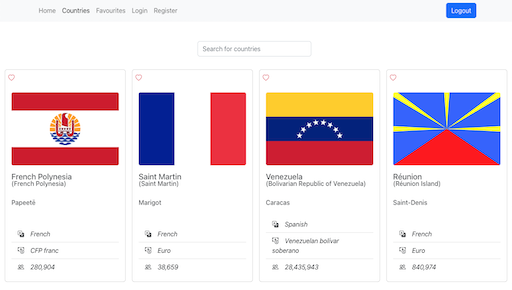 Home Countries Favourites Login Register Logout
Search for countries
French Polynesia
(French Polynesia)
Papeetē
French
CFP franc
280,904
Saint Martin
(Saint Martin)
Marigot
French
Euro
38,659
Venezuela
(Bolivarian Republic of Venezuela)
Caracas
Spanish
Venezuelan bolívar
soberano
28,435,943
Réunion
(Réunion Island)
Saint-Denis
French
Euro
840,974